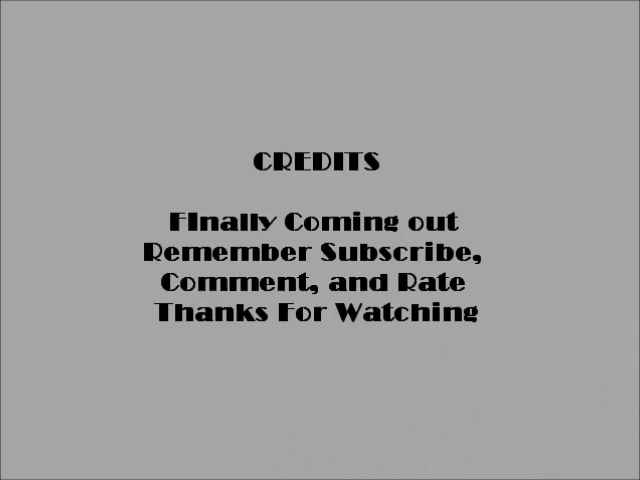 CREDITS
FInally Coming out
Remember Subscribe,
Comment, and Rate
Thanks For Watching